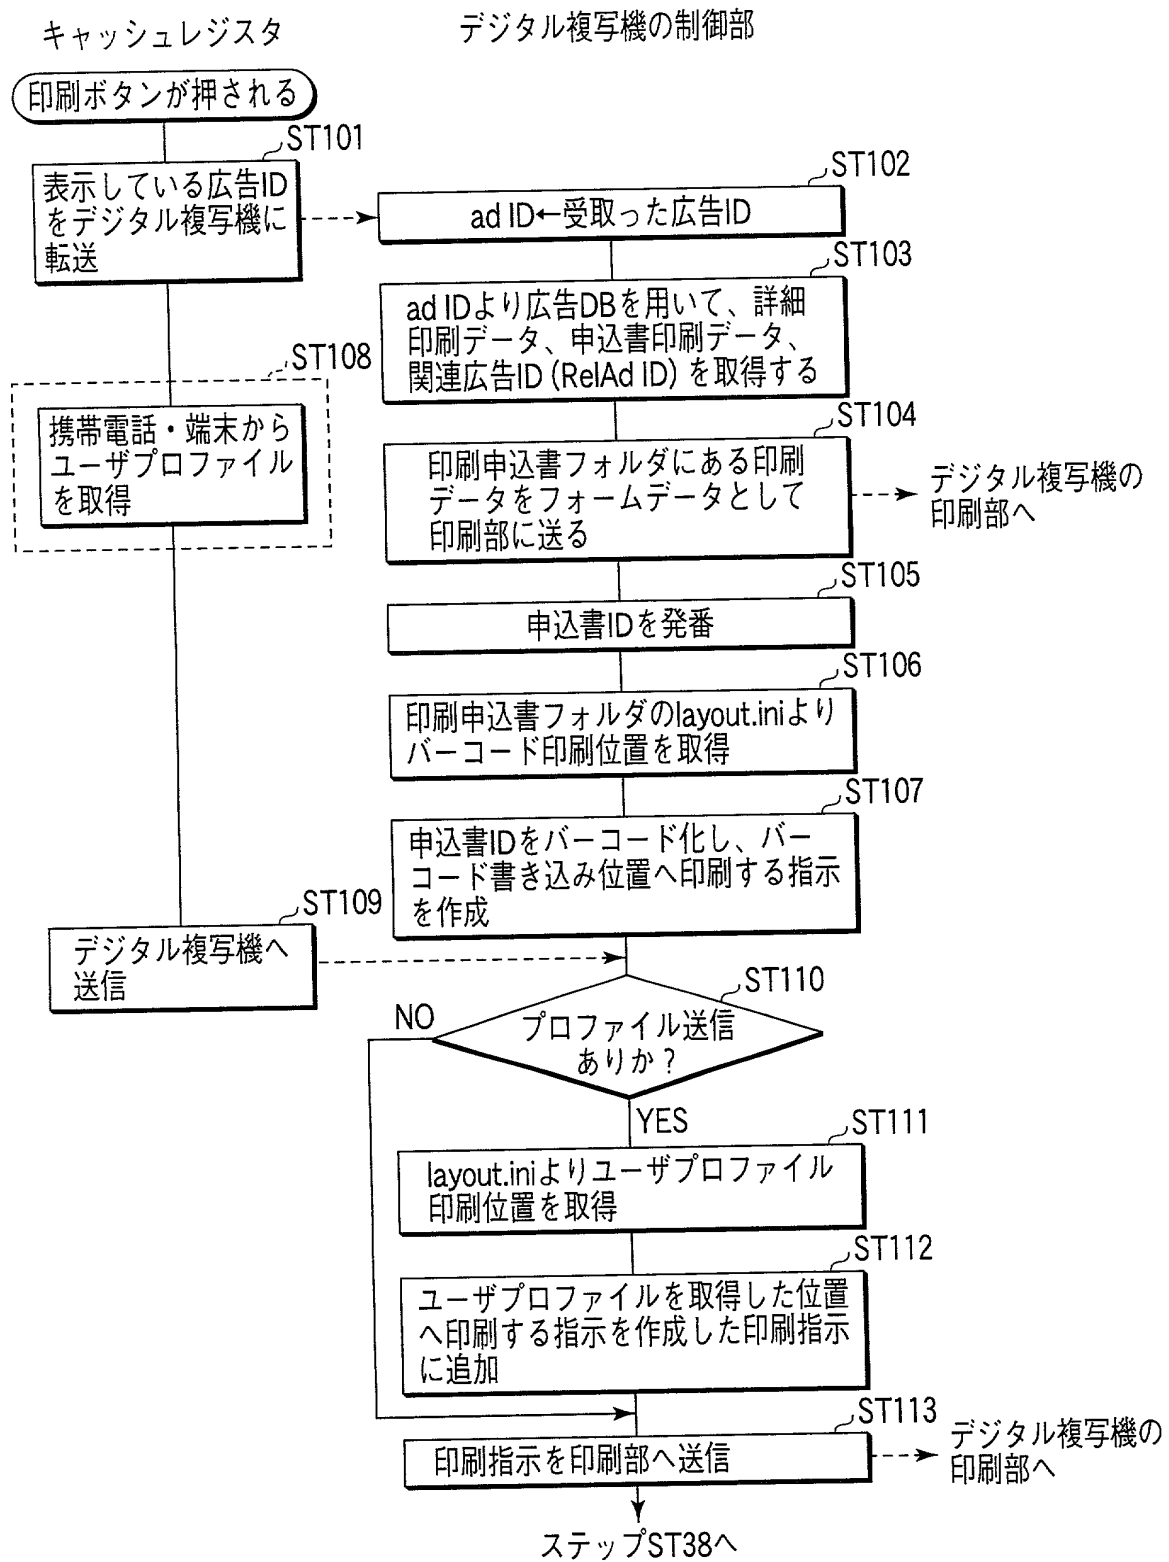 キャッシュレジスタ
デジタル複写機の制御部
印刷ボタンが押される
ST101
表示している広告ID
をデジタル複写機に
転送
ST102
ad ID←受取った広告ID
ST103
ad IDより広告DBを用いて、詳細
印刷データ、申込書印刷データ、
関連広告ID (RelAd ID) を取得する
ST108
携帯電話・端末から
ユーザプロファイル
を取得
ST104
印刷申込書フォルダにある印刷
データをフォームデータとして
印刷部に送る
デジタル複写機の
印刷部へ
ST105
申込書IDを発番
ST106
印刷申込書フォルダのlayout.iniより
バーコード印刷位置を取得
ST107
申込書IDをバーコード化し、バー
コード書き込み位置へ印刷する指示
を作成
ST109
デジタル複写機へ
送信
ST110
プロファイル送信
ありか？
NO
YES
ST111
layout.iniよりユーザプロファイル
印刷位置を取得
ST112
ユーザプロファイルを取得した位置
へ印刷する指示を作成した印刷指示
に追加
ST113
印刷指示を印刷部へ送信
デジタル複写機の
印刷部へ
ステップST38へ